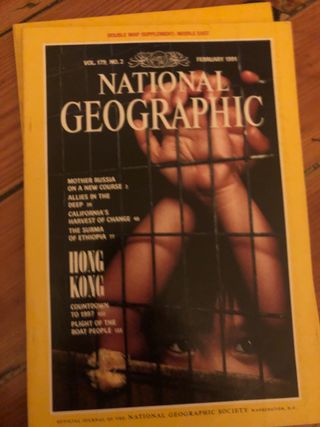 DOUBLE MAP SUPPLEMENT: MIDDLE EAST
VOL. 179, NO. 2 FEBRUARY 1991
NATIONAL
GEOGRAPHIC
MOTHER RUSSIA
ON A NEW COURSE 2
ALLIES IN THE
DEEP
CALIFORNIA'S
HARVEST OF CHANGE
THE SURMA
OF ETHIOPIA
HONG
KONG
COUNTDOWN
TO 1997
PLIGHT OF THE
BOAT PEOPLE
OFFICIAL JOURNAL OF THE NATIONAL GEOGRAPHIC SOCIETY WASHINGTON, D.C.